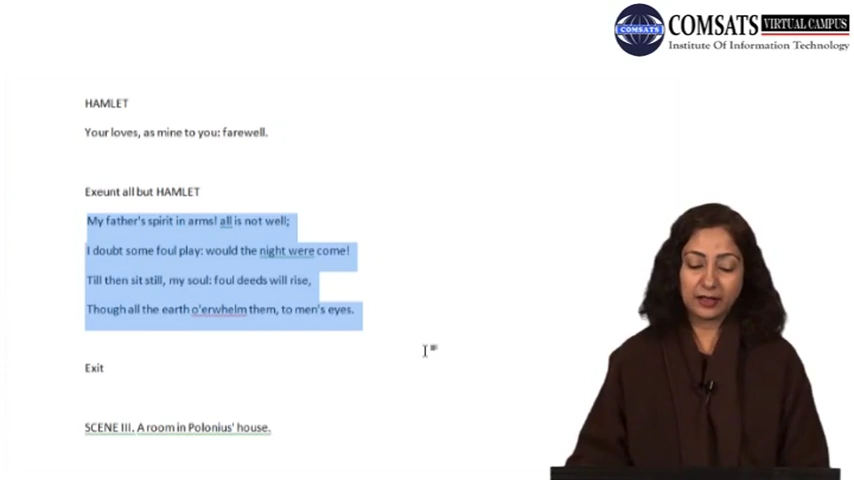 COMSATS VIRTUAL CAMPUS
COMSATS
Institute Of Information Technology
HAMLET
Your loves, as mine to you: farewell.
Exeunt all but HAMLET
My father's spirit in arms! all is not well;
I doubt some foul play: would the night were come!
Till then sit still, my soul: foul deeds will rise,
Though all the earth o'erwhelm them, to men's eyes.
Exit
SCENE III. A room in Polonius' house.